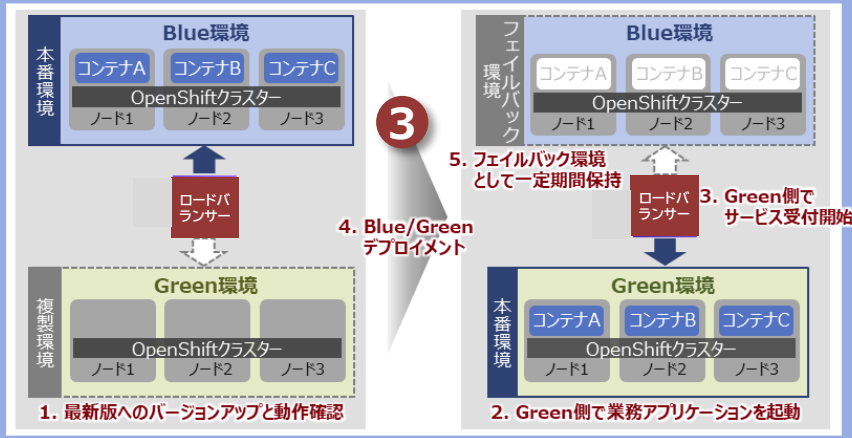 Blue環境
本番環境
コンテナA
コンテナB
コンテナC
OpenShiftクラスター
ノード1
ノード2
ノード3
ロードバ
ランサー
Green環境
複製環境
OpenShiftクラスター
ノード1
ノード2
ノード3
1. 最新版へのバージョンアップと動作確認
3
4. Blue/Green
デプロイメント
Blue環境
フェイルバック
環境
コンテナA
コンテナB
コンテナC
OpenShiftクラスター
ノード1
ノード2
ノード3
5. フェイルバック環境
として一定期間保持
ロードバ
ランサー
3. Green側で
サービス受付開始
Green環境
本番環境
コンテナA
コンテナB
コンテナC
OpenShiftクラスター
ノード1
ノード2
ノード3
2. Green側で業務アプリケーションを起動